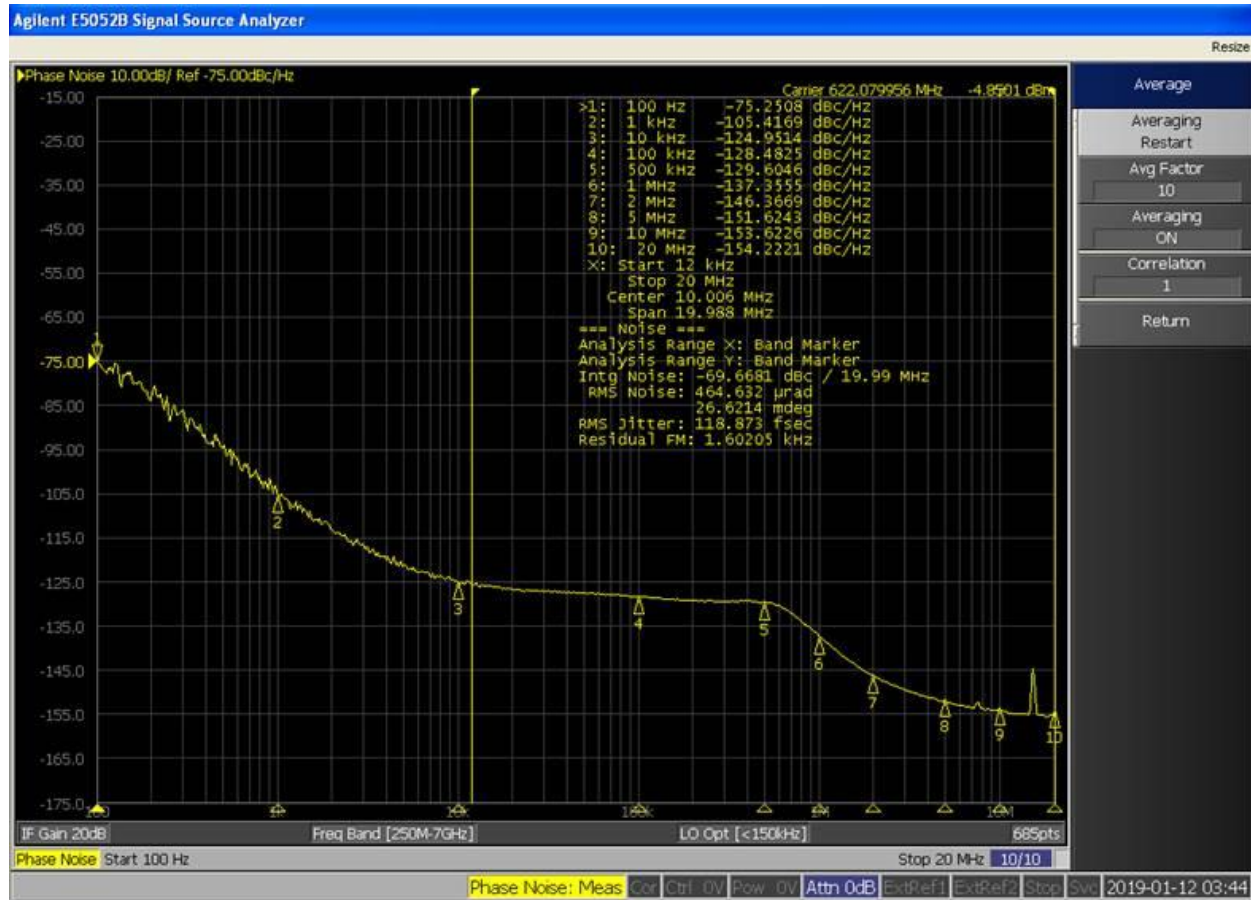 Agilent E5052B Signal Source Analyzer
Resize
Phase Noise 10.00dB/ Ref -75.00dBc/Hz
Carrier 622.079956 MHz -4.8501 dBm
-15.00
-25.00
-35.00
-45.00
-55.00
-65.00
-75.00
-85.00
-95.00
-105.0
-115.0
-125.0
-135.0
-145.0
-155.0
-165.0
-175.0
>1: 100 Hz -75.2508 dBc/Hz
2: 1 kHz -105.4169 dBc/Hz
3: 10 kHz -124.9514 dBc/Hz
4: 100 kHz -128.4825 dBc/Hz
5: 500 kHz -129.6046 dBc/Hz
6: 1 MHz -137.3555 dBc/Hz
7: 2 MHz -146.3669 dBc/Hz
8: 5 MHz -151.6243 dBc/Hz
9: 10 MHz -153.6226 dBc/Hz
10: 20 MHz -154.2221 dBc/Hz
X: Start 12 kHz
Stop 20 MHz
Center 10.006 MHz
Span 19.988 MHz
=== Noise ===
Analysis Range X: Band Marker
Analysis Range Y: Band Marker
Intg Noise: -69.6681 dBc / 19.99 MHz
RMS Noise: 464.632 µrad
26.6214 mdeg
RMS Jitter: 118.873 fsec
Residual FM: 1.60205 kHz
1
2
3
4
5
6
7
8
9
10
100 1k 10k 100k 1M 10M
IF Gain 20dB Freq Band [250M-7GHz] LO Opt [<150kHz] 685pts
Phase Noise Start 100 Hz Stop 20 MHz 10/10
Phase Noise: Meas Cor Ctrl 0V Pow 0V Attn 0dB ExtRef1 ExtRef2 Stop Svc 2019-01-12 03:44
Average
Averaging
Restart
Avg Factor
10
Averaging
ON
Correlation
1
Return